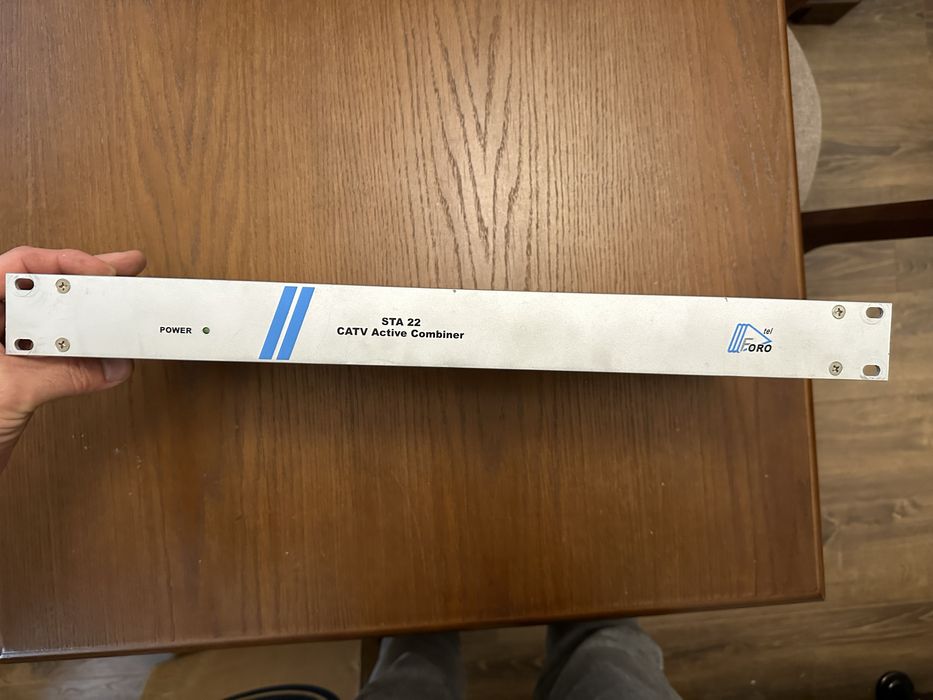 POWER
STA 22
CATV Active Combiner
tel
FORO